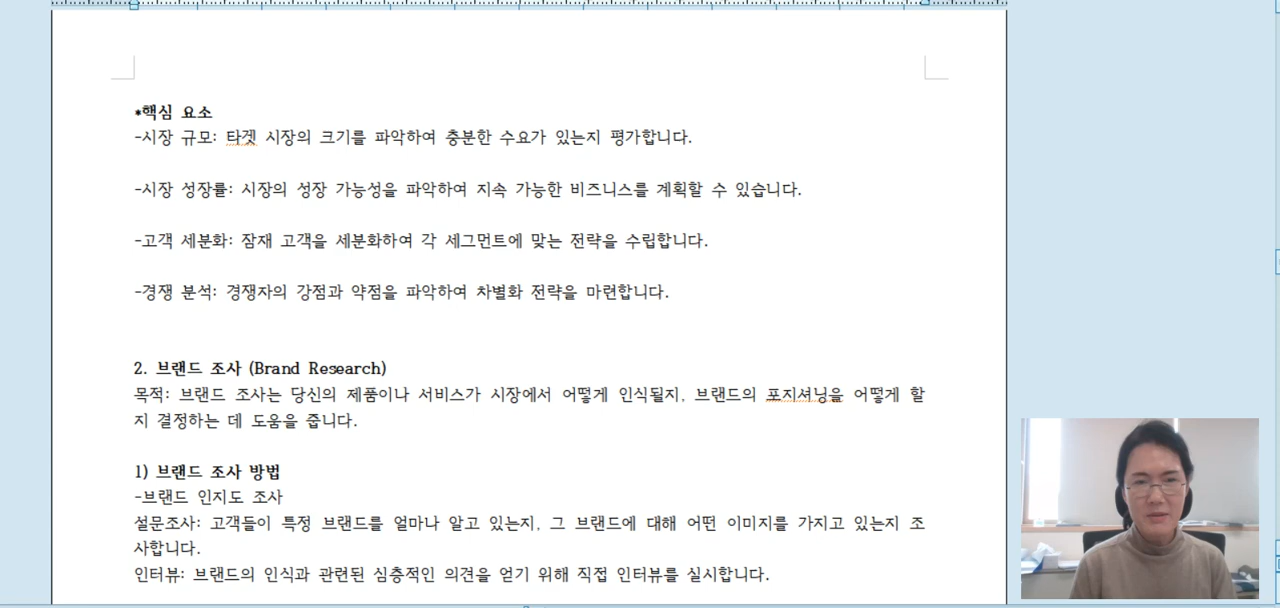 *핵심 요소
-시장 규모: 타겟 시장의 크기를 파악하여 충분한 수요가 있는지 평가합니다.
-시장 성장률: 시장의 성장 가능성을 파악하여 지속 가능한 비즈니스를 계획할 수 있습니다.
-고객 세분화: 잠재 고객을 세분화하여 각 세그먼트에 맞는 전략을 수립합니다.
-경쟁 분석: 경쟁자의 강점과 약점을 파악하여 차별화 전략을 마련합니다.
2. 브랜드 조사 (Brand Research)
목적: 브랜드 조사는 당신의 제품이나 서비스가 시장에서 어떻게 인식될지, 브랜드의 포지셔닝을 어떻게 할
지 결정하는 데 도움을 줍니다.
1) 브랜드 조사 방법
-브랜드 인지도 조사
설문조사: 고객들이 특정 브랜드를 얼마나 알고 있는지, 그 브랜드에 대해 어떤 이미지를 가지고 있는지 조
사합니다.
인터뷰: 브랜드의 인식과 관련된 심층적인 의견을 얻기 위해 직접 인터뷰를 실시합니다.